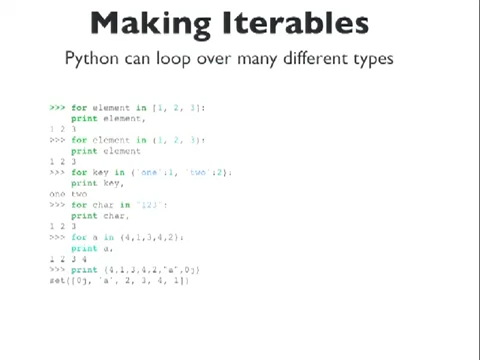 Making Iterables
Python can loop over many different types
>>> for element in [1, 2, 3]:
print element,
1 2 3
>>> for element in (1, 2, 3):
print element
1 2 3
>>> for key in {'one':1, 'two':2}:
print key,
one two
>>> for char in "123":
print char,
1 2 3
>>> for a in {4,1,3,4,2}:
print a,
1 2 3 4
>>> print {4,1,3,4,2,"a",0j}
set([0j, 'a', 2, 3, 4, 1])